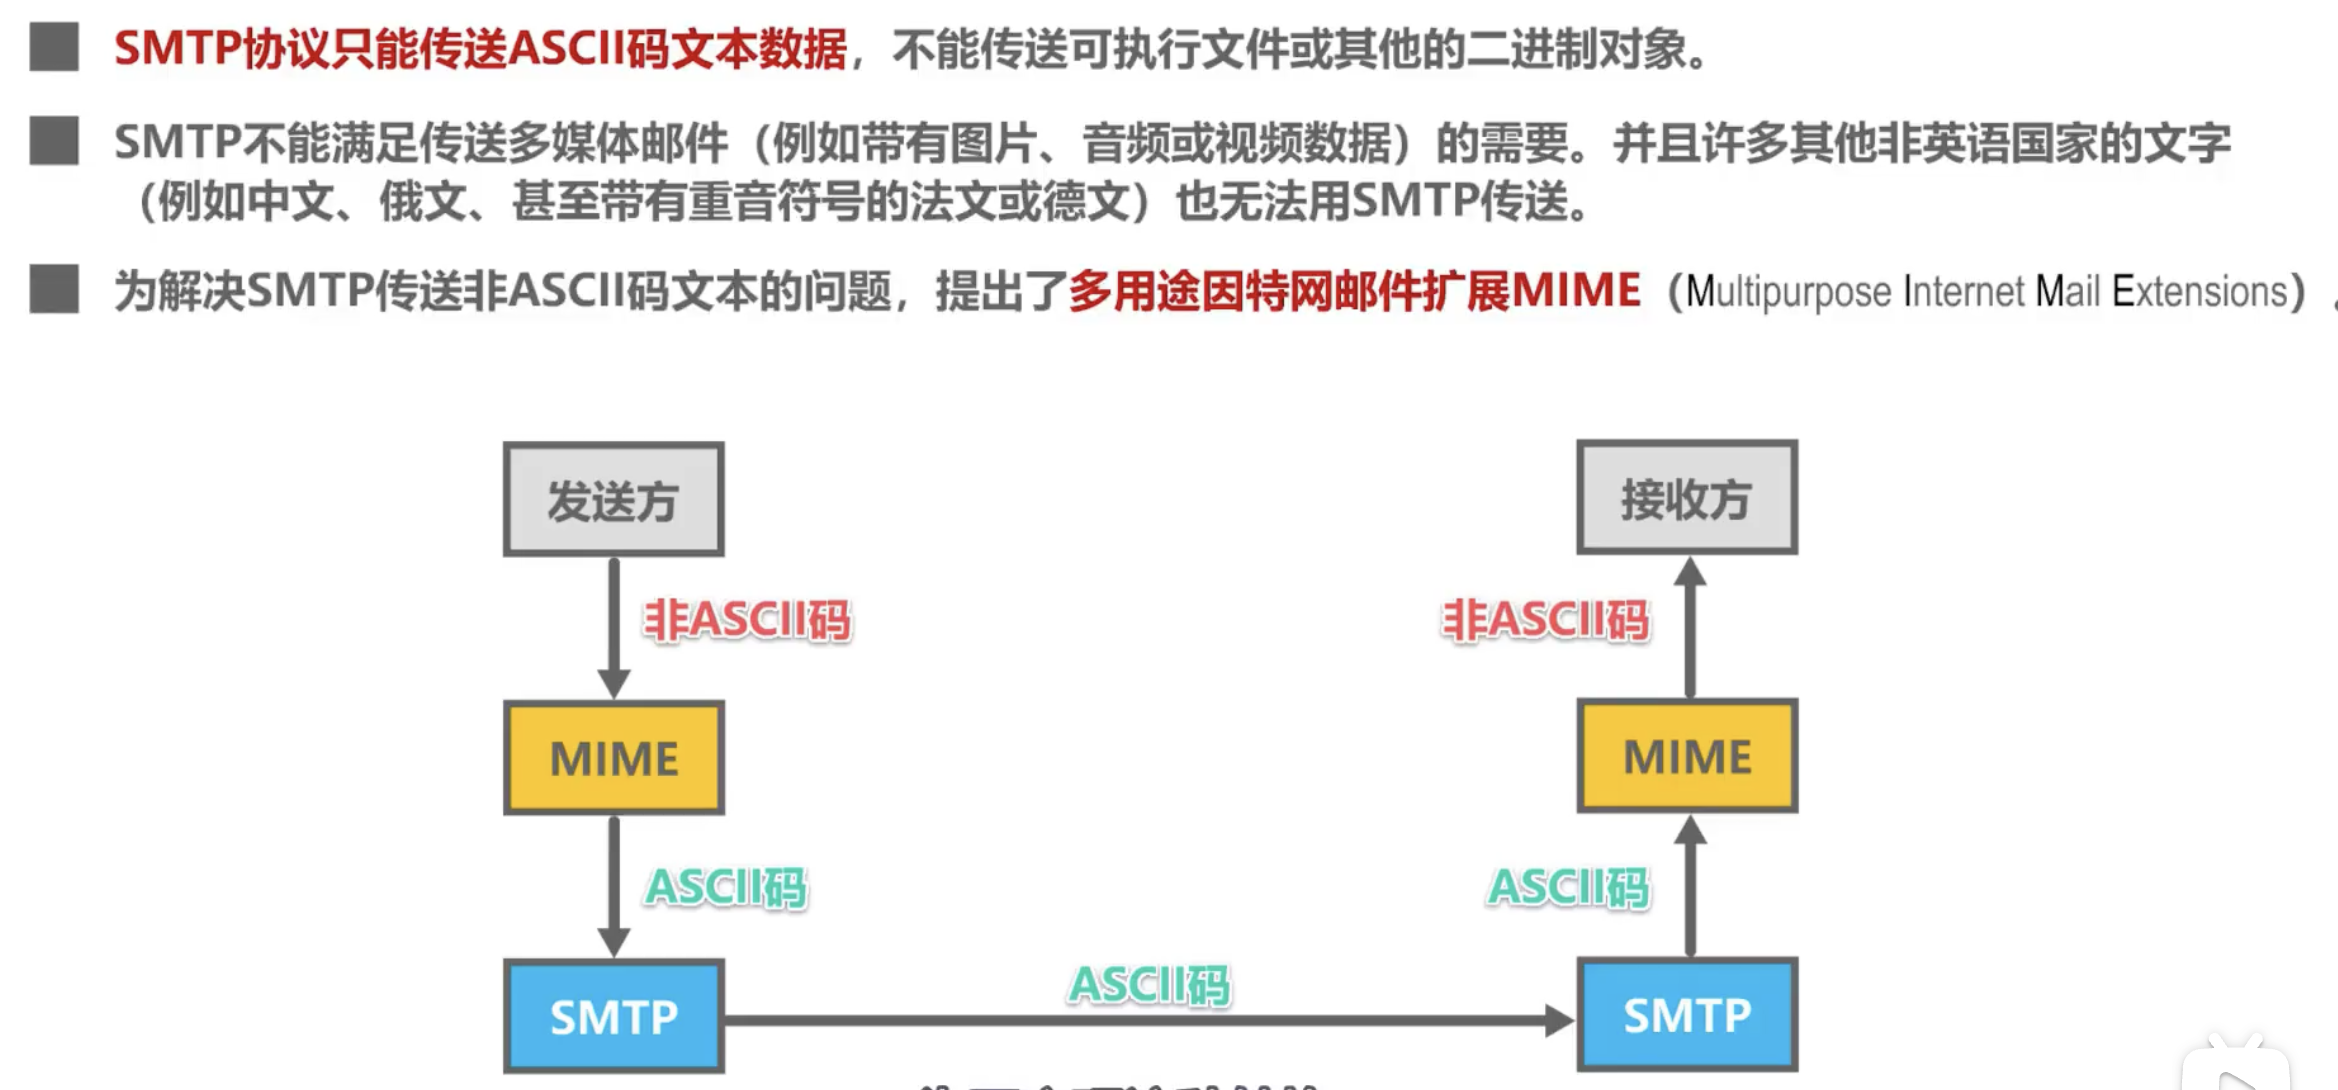 SMTP协议只能传送ASCII码文本数据，不能传送可执行文件或其他的二进制对象。
SMTP不能满足传送多媒体邮件（例如带有图片、音频或视频数据）的需要。并且许多其他非英语国家的文字
（例如中文、俄文、甚至带有重音符号的法文或德文）也无法用SMTP传送。
为解决SMTP传送非ASCII码文本的问题，提出了多用途因特网邮件扩展MIME（Multipurpose Internet Mail Extensions）。
发送方
接收方
非ASCII码
非ASCII码
MIME
MIME
ASCII码
ASCII码
ASCII码
SMTP
SMTP